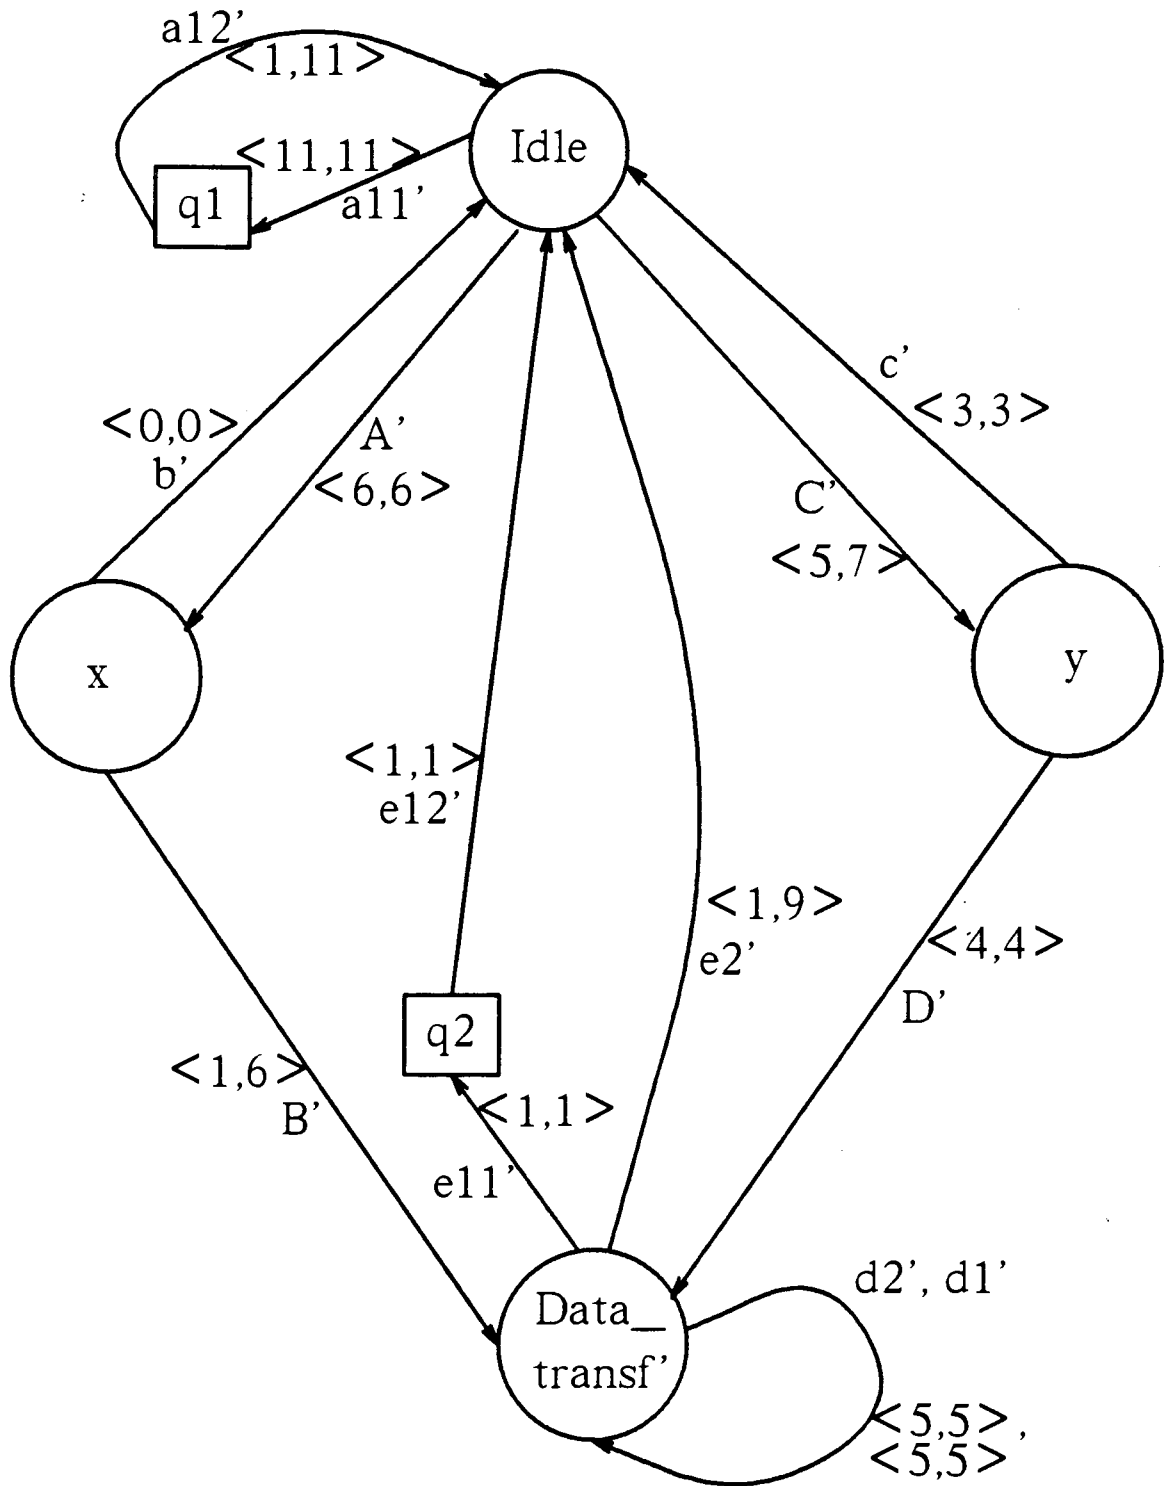 a12’
<1,11>
Idle
<11,11>
q1
a11’
c’
<3,3>
<0,0>
A’
b’
<6,6>
C’
<5,7>
x
y
<1,1>
e12’
<1,9>
<4,4>
e2’
D’
q2
<1,6>
<1,1>
B’
e11’
d2’, d1’
Data_
transf’
<5,5>,
<5,5>